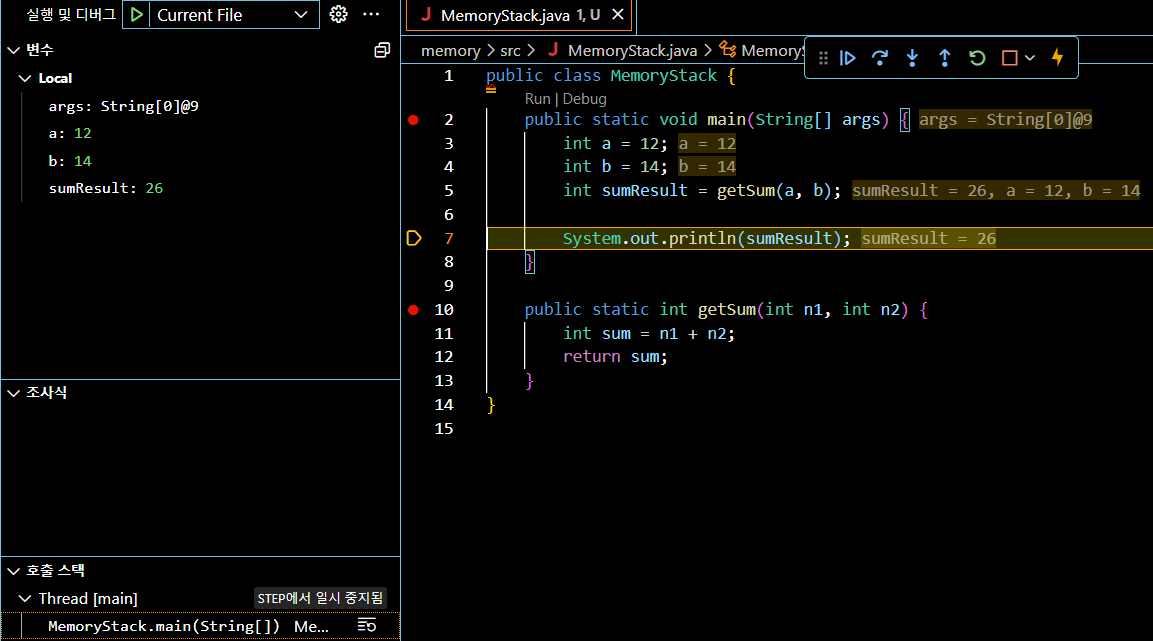 실행 및 디버그 Current File
변수
Local
args: String[0]@9
a: 12
b: 14
sumResult: 26
조사식
호출 스택
Thread [main] STEP에서 일시 중지됨
MemoryStack.main(String[]) Me...
MemoryStack.java 1, U
memory > src > MemoryStack.java > Memory
1 public class MemoryStack {
Run | Debug
2 public static void main(String[] args) { args = String[0]@9
3 int a = 12; a = 12
4 int b = 14; b = 14
5 int sumResult = getSum(a, b); sumResult = 26, a = 12, b = 14
6
7 System.out.println(sumResult); sumResult = 26
8 }
9
10 public static int getSum(int n1, int n2) {
11 int sum = n1 + n2;
12 return sum;
13 }
14 }
15